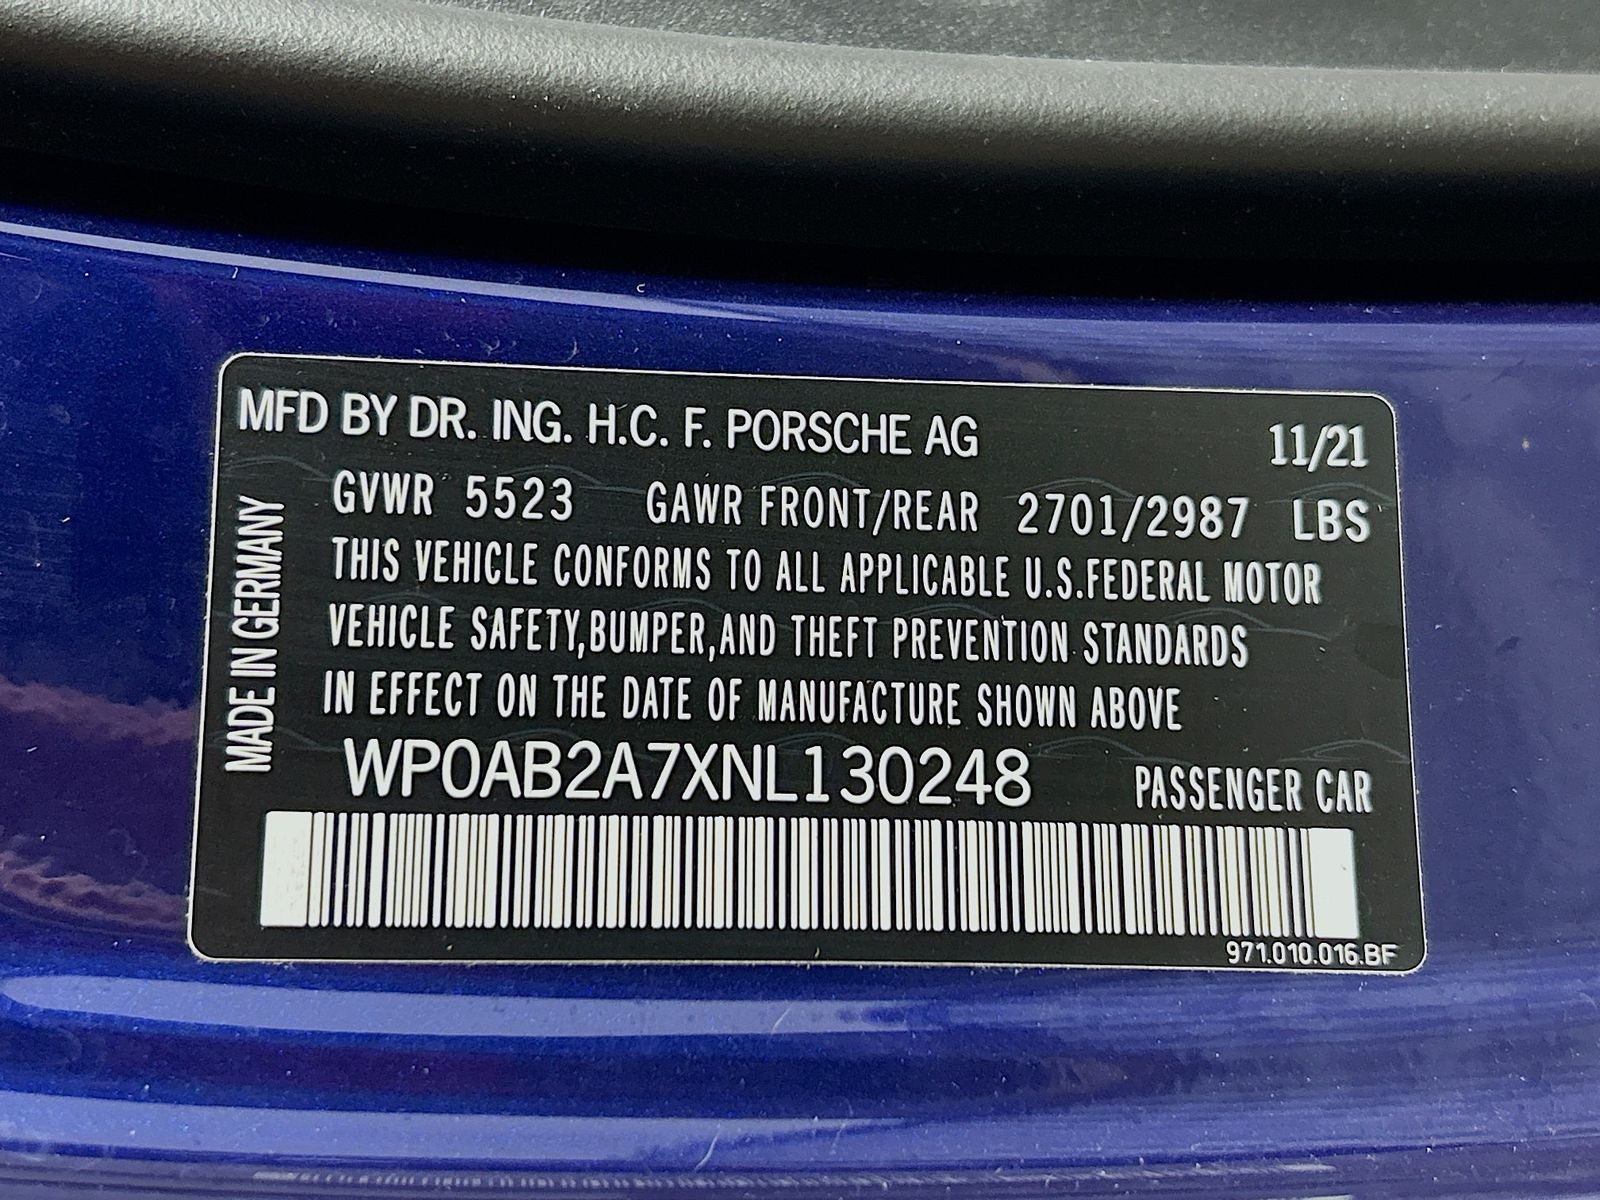 MFD BY DR. ING. H.C. F. PORSCHE AG 11/21
GVWR 5523 GAWR FRONT/REAR 2701/2987 LBS
THIS VEHICLE CONFORMS TO ALL APPLICABLE U.S.FEDERAL MOTOR
VEHICLE SAFETY,BUMPER,AND THEFT PREVENTION STANDARDS
IN EFFECT ON THE DATE OF MANUFACTURE SHOWN ABOVE
MADE IN GERMANY
WP0AB2A7XNL130248 PASSENGER CAR
971.010.016.BF